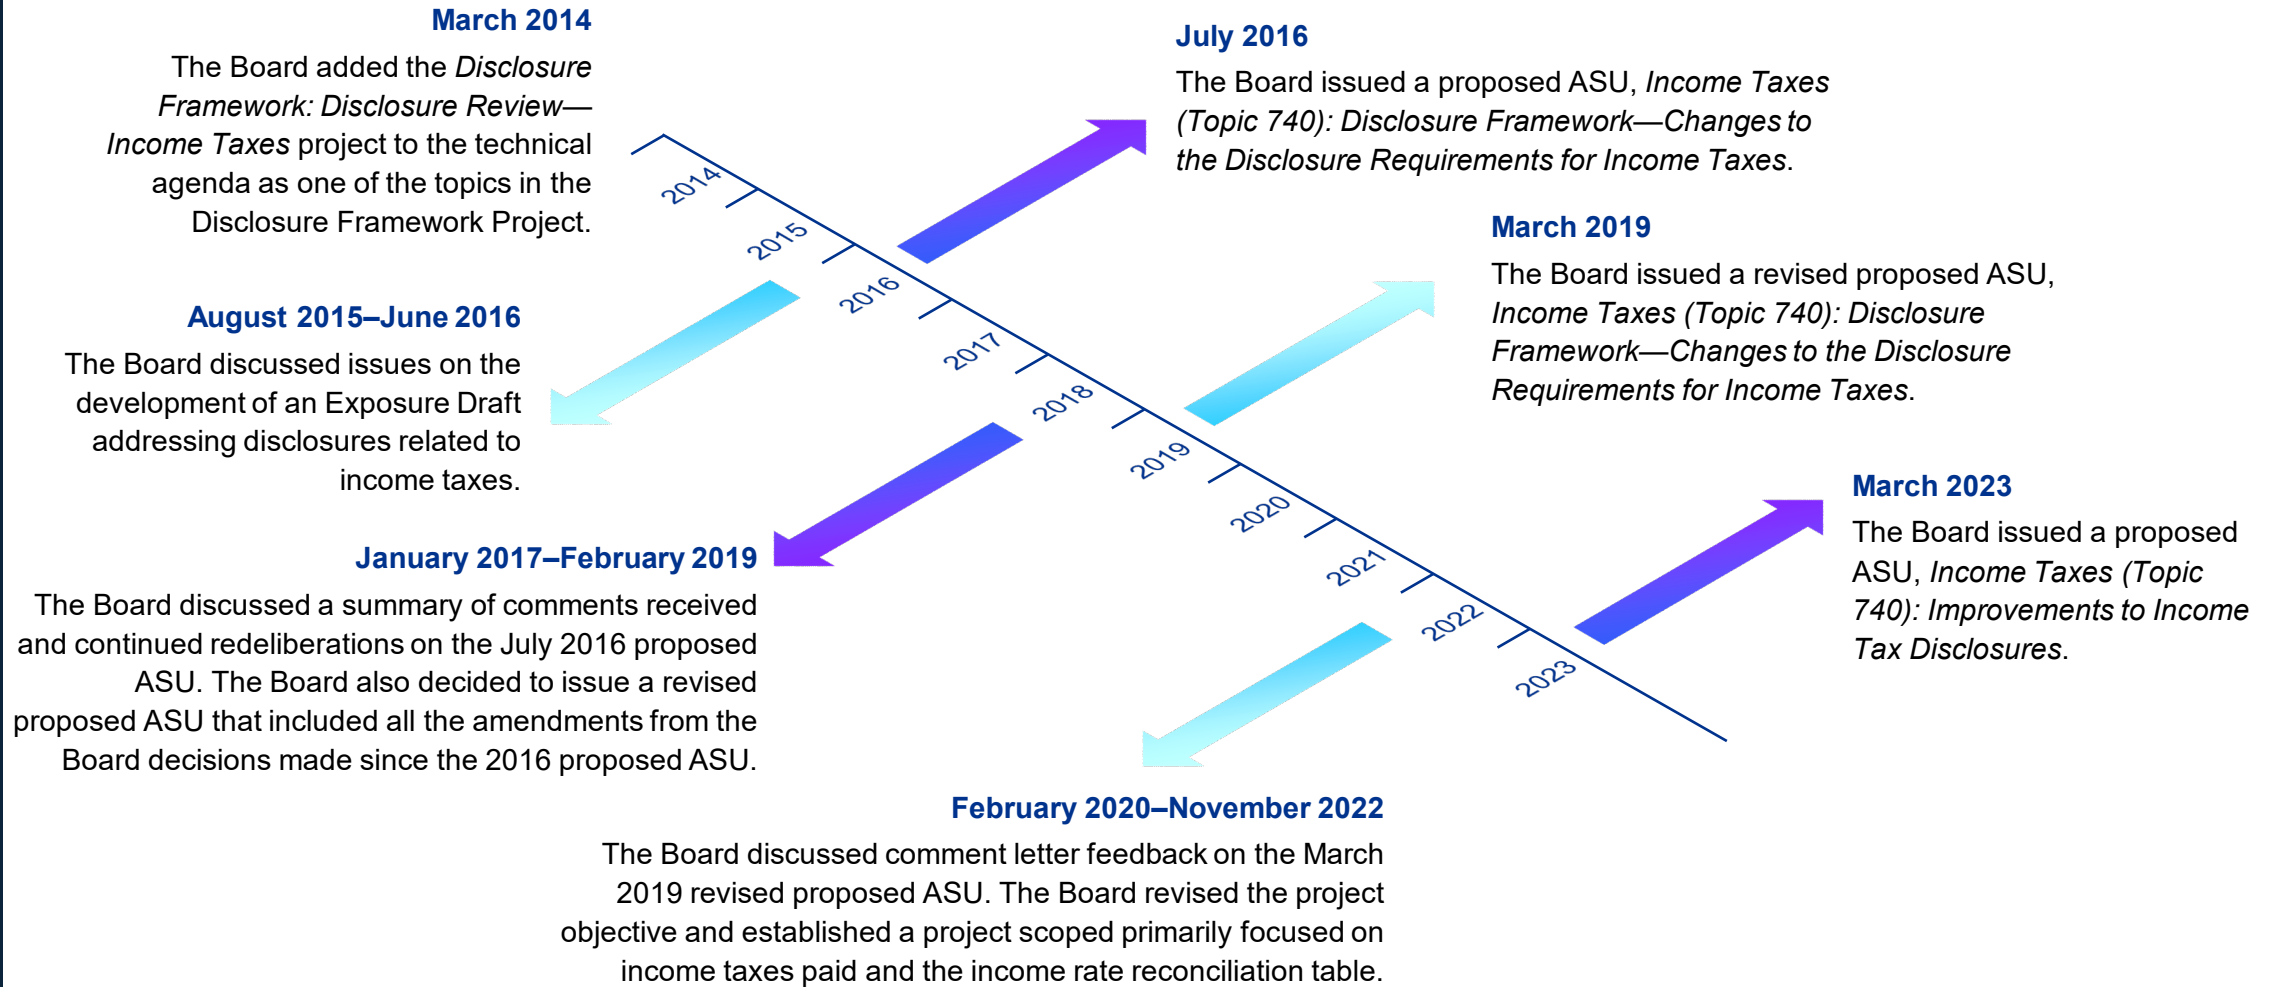 March 2014
The Board added the Disclosure
Framework: Disclosure Review—
Income Taxes project to the technical
agenda as one of the topics in the
Disclosure Framework Project.
August 2015–June 2016
The Board discussed issues on the
development of an Exposure Draft
addressing disclosures related to
income taxes.
January 2017–February 2019
The Board discussed a summary of comments received
and continued redeliberations on the July 2016 proposed
ASU. The Board also decided to issue a revised
proposed ASU that included all the amendments from the
Board decisions made since the 2016 proposed ASU.
2014
2015
2016
2017
2018
2019
2020
2021
2022
2023
July 2016
The Board issued a proposed ASU, Income Taxes
(Topic 740): Disclosure Framework—Changes to
the Disclosure Requirements for Income Taxes.
March 2019
The Board issued a revised proposed ASU,
Income Taxes (Topic 740): Disclosure
Framework—Changes to the Disclosure
Requirements for Income Taxes.
March 2023
The Board issued a proposed
ASU, Income Taxes (Topic
740): Improvements to Income
Tax Disclosures.
February 2020–November 2022
The Board discussed comment letter feedback on the March
2019 revised proposed ASU. The Board revised the project
objective and established a project scoped primarily focused on
income taxes paid and the income rate reconciliation table.